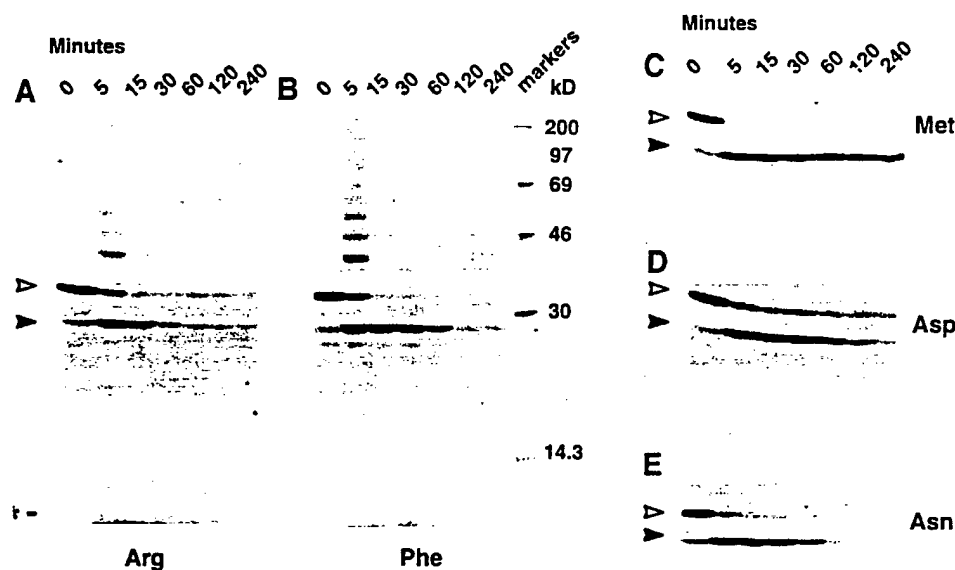 Minutes
A 0 5 15 30 60 120 240
B 0 5 15 30 60 120 240 markers
kD
200
97
69
46
30
14.3
Arg
Phe
Minutes
C 0 5 15 30 60 120 240
Met
D
Asp
E
Asn